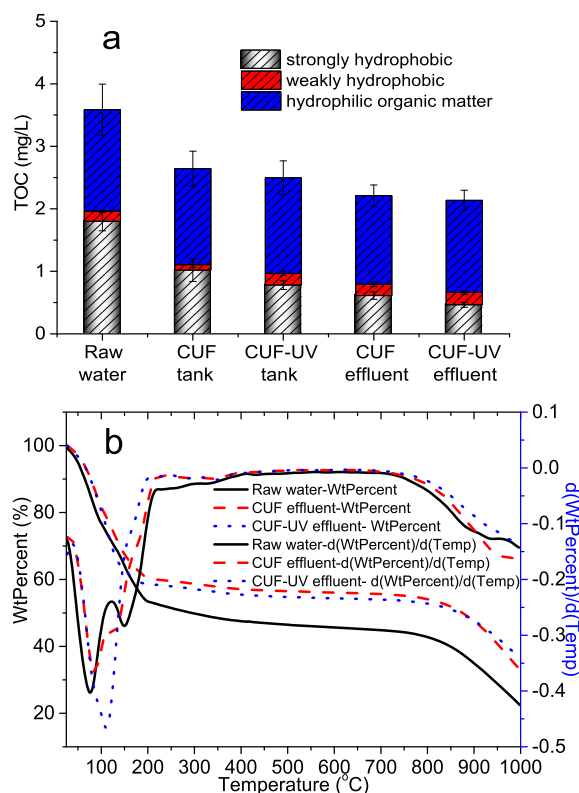 a
5
4
3
2
1
0
TOC (mg/L)
strongly hydrophobic
weakly hydrophobic
hydrophilic organic matter
Raw water
CUF tank
CUF-UV tank
CUF effluent
CUF-UV effluent
b
100
80
60
40
20
WtPercent (%)
0.1
0.0
-0.1
-0.2
-0.3
-0.4
-0.5
d(WtPercent)/d(Temp)
Raw water-WtPercent
CUF effluent-WtPercent
CUF-UV effluent- WtPercent
Raw water-d(WtPercent)/d(Temp)
CUF effluent-d(WtPercent)/d(Temp)
CUF-UV effluent- d(WtPercent)/d(Temp)
100 200 300 400 500 600 700 800 900 1000
Temperature (°C)